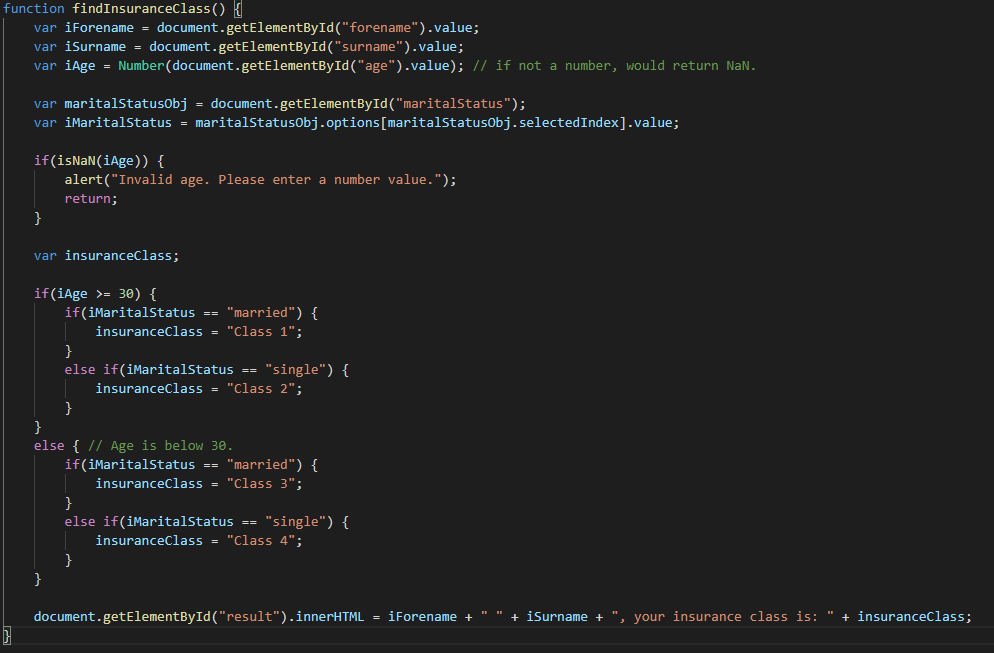 function findInsuranceClass() {
    var iForename = document.getElementById("forename").value;
    var iSurname = document.getElementById("surname").value;
    var iAge = Number(document.getElementById("age").value); // if not a number, would return NaN.
    var maritalStatusObj = document.getElementById("maritalStatus");
    var iMaritalStatus = maritalStatusObj.options[maritalStatusObj.selectedIndex].value;
    if(isNaN(iAge)) {
        alert("Invalid age. Please enter a number value.");
        return;
    }
    var insuranceClass;
    if(iAge >= 30) {
        if(iMaritalStatus == "married") {
            insuranceClass = "Class 1";
        }
        else if(iMaritalStatus == "single") {
            insuranceClass = "Class 2";
        }
    }
    else { // Age is below 30.
        if(iMaritalStatus == "married") {
            insuranceClass = "Class 3";
        }
        else if(iMaritalStatus == "single") {
            insuranceClass = "Class 4";
        }
    }
    document.getElementById("result").innerHTML = iForename + " " + iSurname + ", your insurance class is: " + insuranceClass;
}